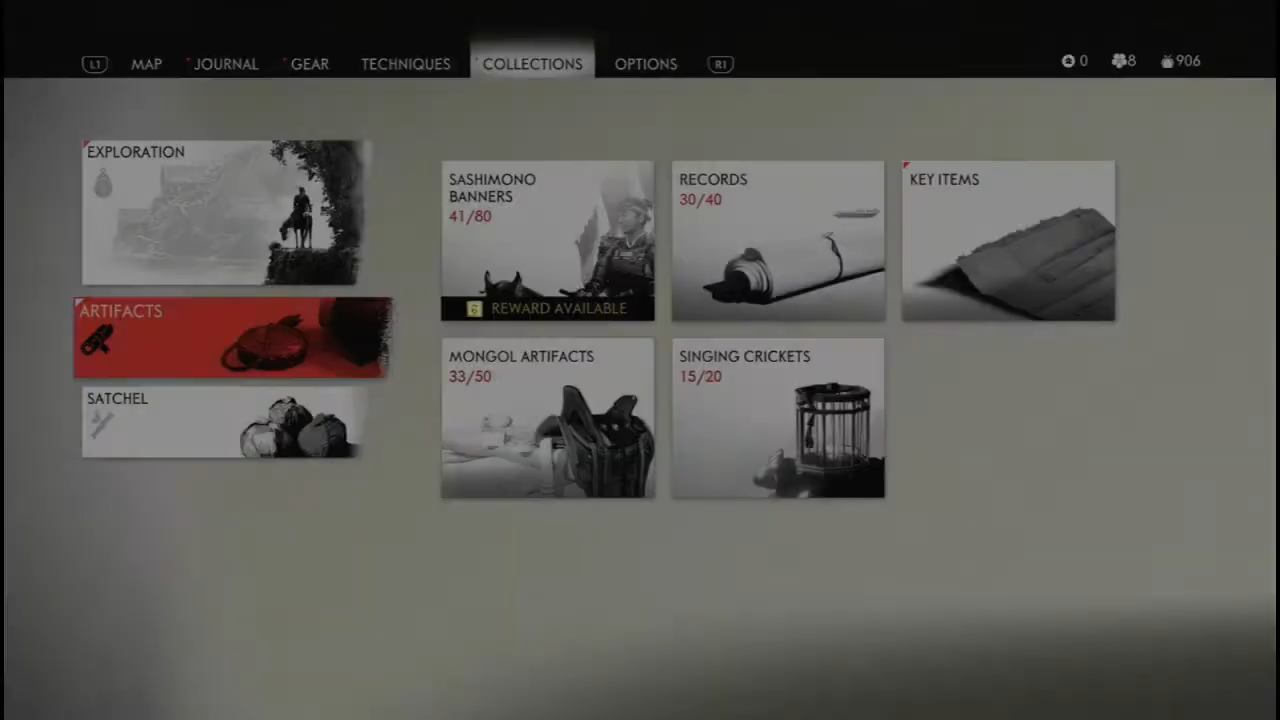 L1 MAP JOURNAL GEAR TECHNIQUES COLLECTIONS OPTIONS R1 0 8 906
EXPLORATION
ARTIFACTS
SATCHEL
SASHIMONO
BANNERS
41/80
REWARD AVAILABLE
RECORDS
30/40
KEY ITEMS
MONGOL ARTIFACTS
33/50
SINGING CRICKETS
15/20